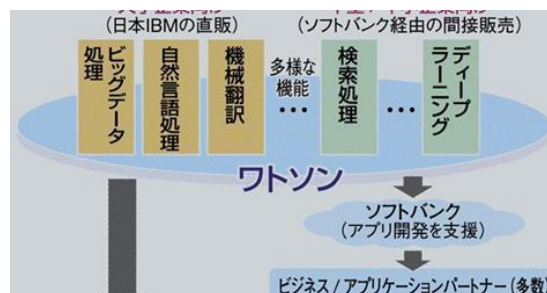 (日本IBMの直販)
(ソフトバンク経由の間接販売)
ビッグデータ
処理
自然言語処理
機械翻訳
多様な
機能
…
検索処理
…
ディープ
ラーニング
ワトソン
ソフトバンク
(アプリ開発を支援)
ビジネス/アプリケーションパートナー(多数)